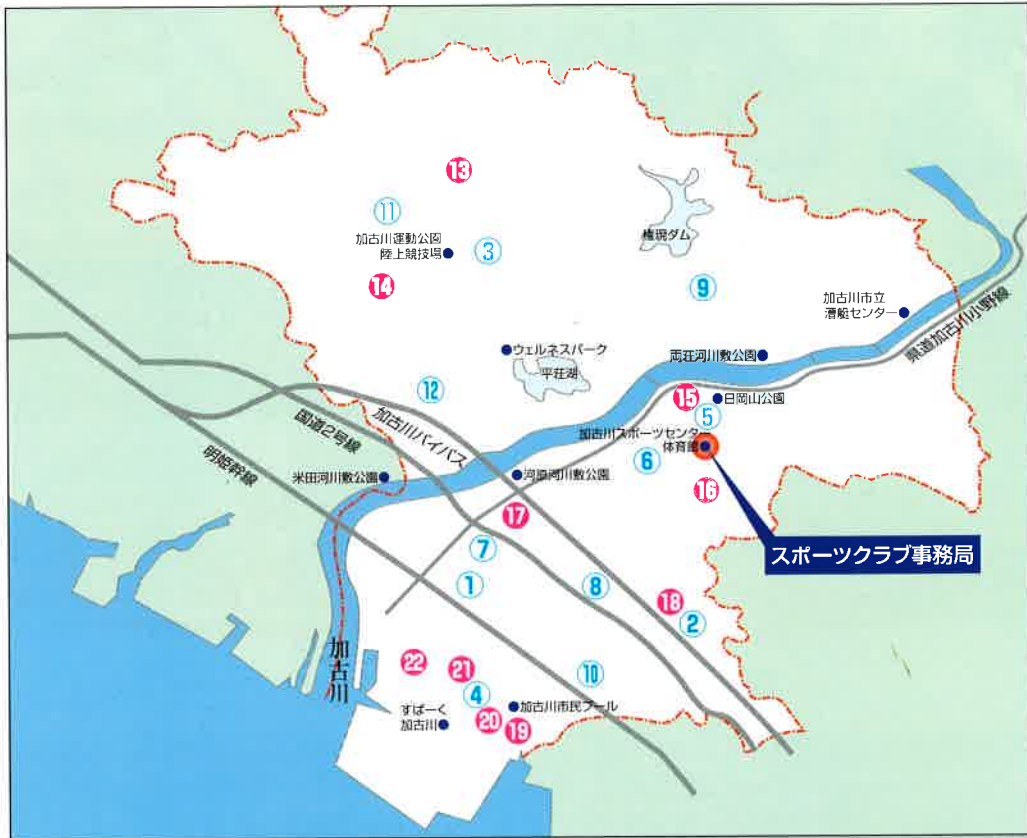 ⑬
⑪
加古川運動公園
陸上競技場
③
権現ダム
⑭
⑨
加古川市立
漕艇センター
県道加古川小野線
ウェルネスパーク
平荘湖
両荘河川敷公園
⑫
⑮
日岡山公園
⑤
加古川バイパス
国道2号線
明姫幹線
加古川スポーツセンター
体育館
⑥
米田河川敷公園
河原河川敷公園
⑯
⑰
スポーツクラブ事務局
⑦
①
⑧
⑱
②
加古川
㉒
㉑
⑩
④
すぱーく
加古川
加古川市民プール
⑳
⑲